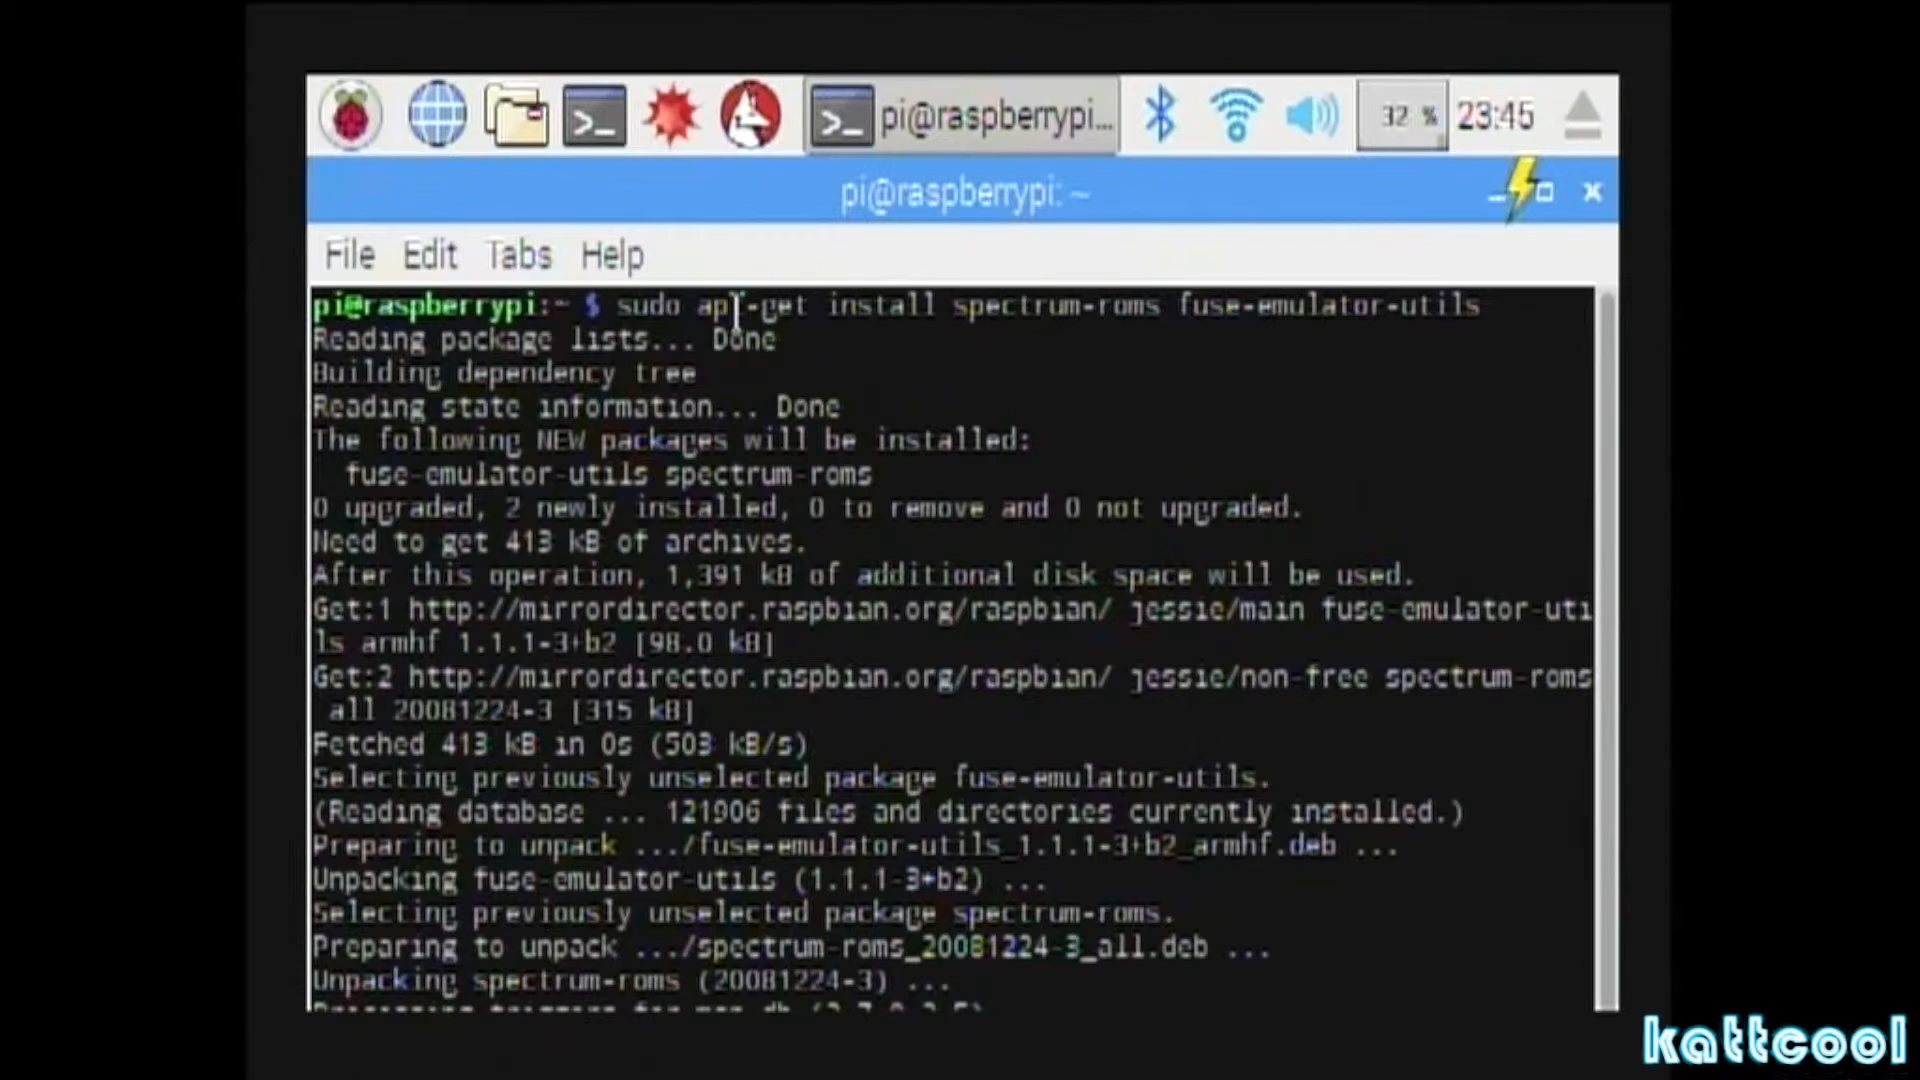 pi@raspberrypi... 32 % 23:45
pi@raspberrypi: ~
File Edit Tabs Help
pi@raspberrypi:~ $ sudo apt-get install spectrum-roms fuse-emulator-utils
Reading package lists... Done
Building dependency tree
Reading state information... Done
The following NEW packages will be installed:
fuse-emulator-utils spectrum-roms
0 upgraded, 2 newly installed, 0 to remove and 0 not upgraded.
Need to get 413 kB of archives.
After this operation, 1,391 kB of additional disk space will be used.
Get:1 http://mirrordirector.raspbian.org/raspbian/ jessie/main fuse-emulator-uti
ls armhf 1.1.1-3+b2 [98.0 kB]
Get:2 http://mirrordirector.raspbian.org/raspbian/ jessie/non-free spectrum-roms
all 20081224-3 [315 kB]
Fetched 413 kB in 0s (503 kB/s)
Selecting previously unselected package fuse-emulator-utils.
(Reading database ... 121906 files and directories currently installed.)
Preparing to unpack .../fuse-emulator-utils_1.1.1-3+b2_armhf.deb ...
Unpacking fuse-emulator-utils (1.1.1-3+b2) ...
Selecting previously unselected package spectrum-roms.
Preparing to unpack .../spectrum-roms_20081224-3_all.deb ...
Unpacking spectrum-roms (20081224-3) ...
kattcool